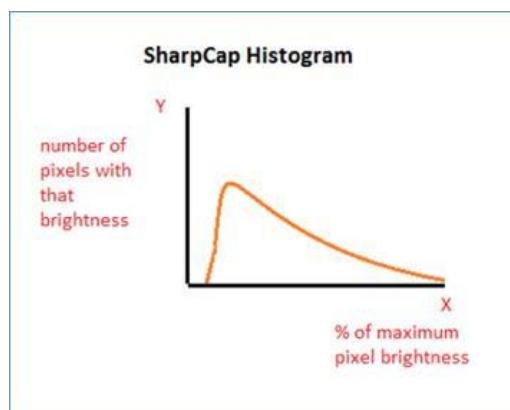 SharpCap Histogram
Y
number of
pixels with
that
brightness
X
% of maximum
pixel brightness